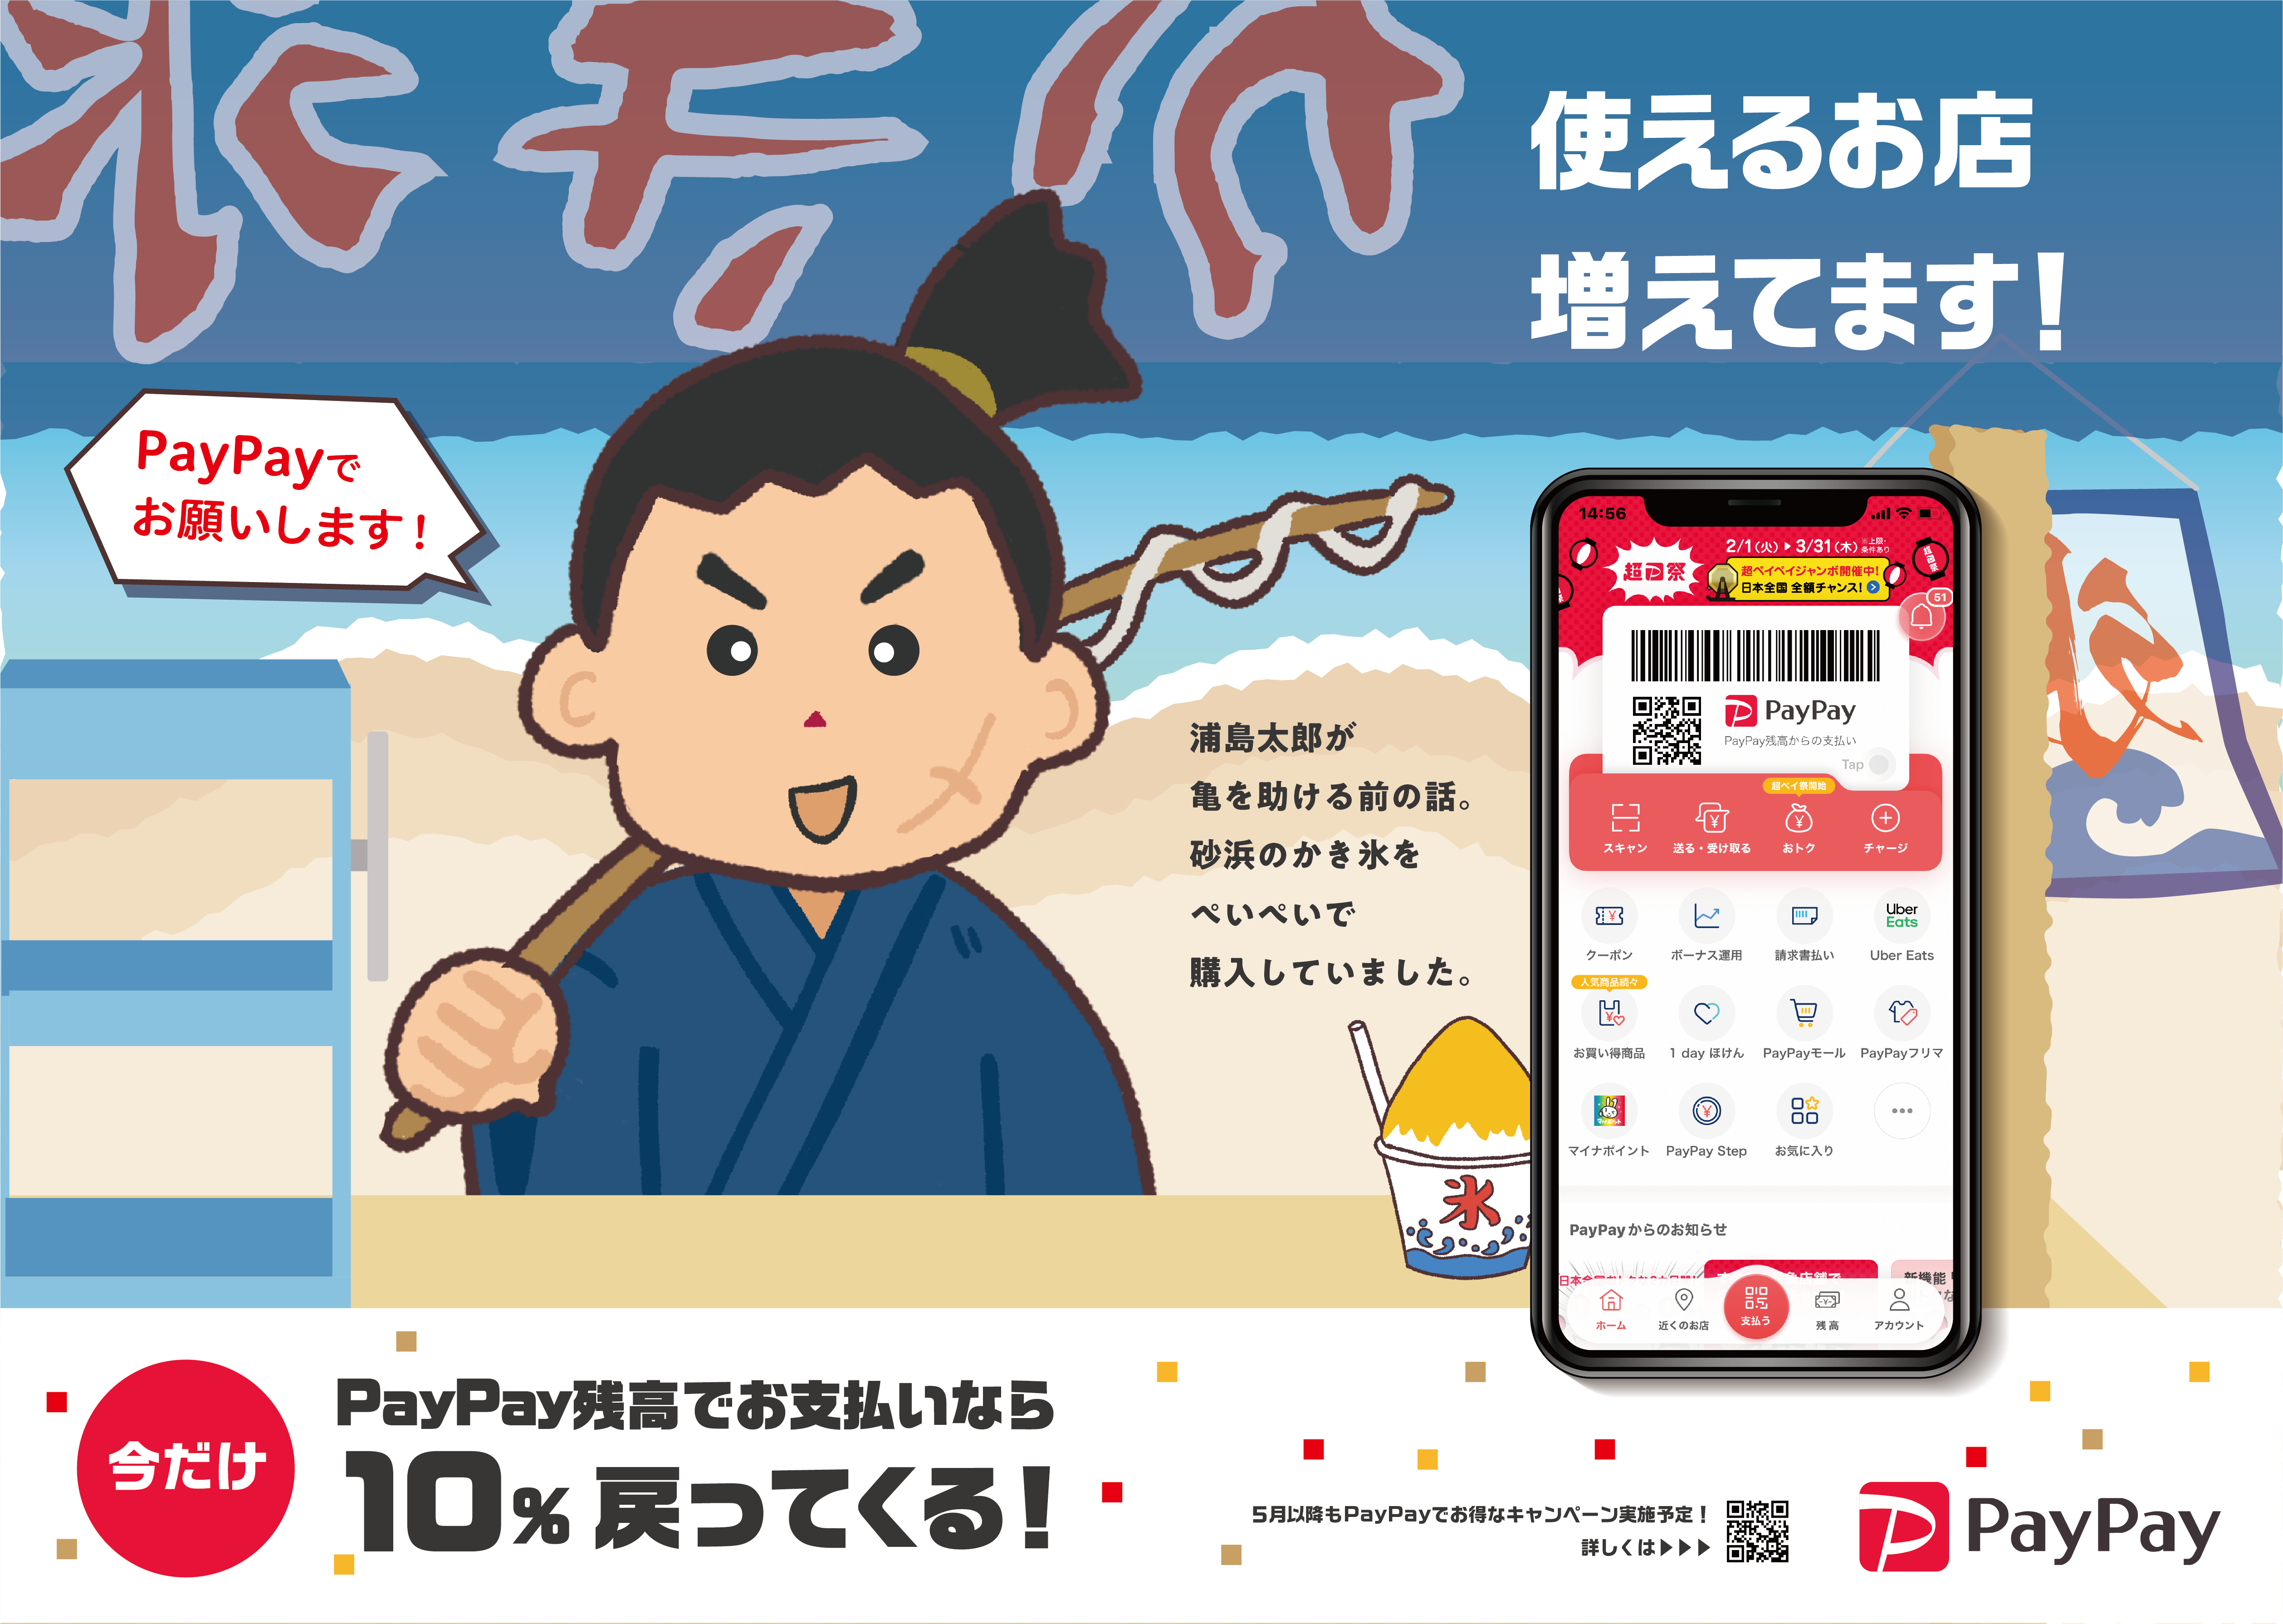 使えるお店
増えてます！
PayPayで
お願いします！
浦島太郎が
亀を助ける前の話。
砂浜のかき氷を
ぺいぺいで
購入していました。
氷
14:56
2/1（火）▶3/31（木）
※上限・
条件あり
超祭
超ペイペイジャンボ開催中！
日本全国 全額チャンス！
51
PayPay
PayPay残高からの支払い
Tap
超ペイ祭開始
スキャン 送る・受け取る おトク チャージ
Uber
Eats
クーポン ボーナス運用 請求書払い Uber Eats
人気商品続々
お買い得商品 1 day ほけん PayPayモール PayPayフリマ
マイナポイント PayPay Step お気に入り
PayPayからのお知らせ
新機能
ホーム 近くのお店 支払う 残高 アカウント
今だけ
PayPay残高でお支払いなら
10%戻ってくる！
5月以降もPayPayでお得なキャンペーン実施予定！
詳しくは▶▶▶
PayPay